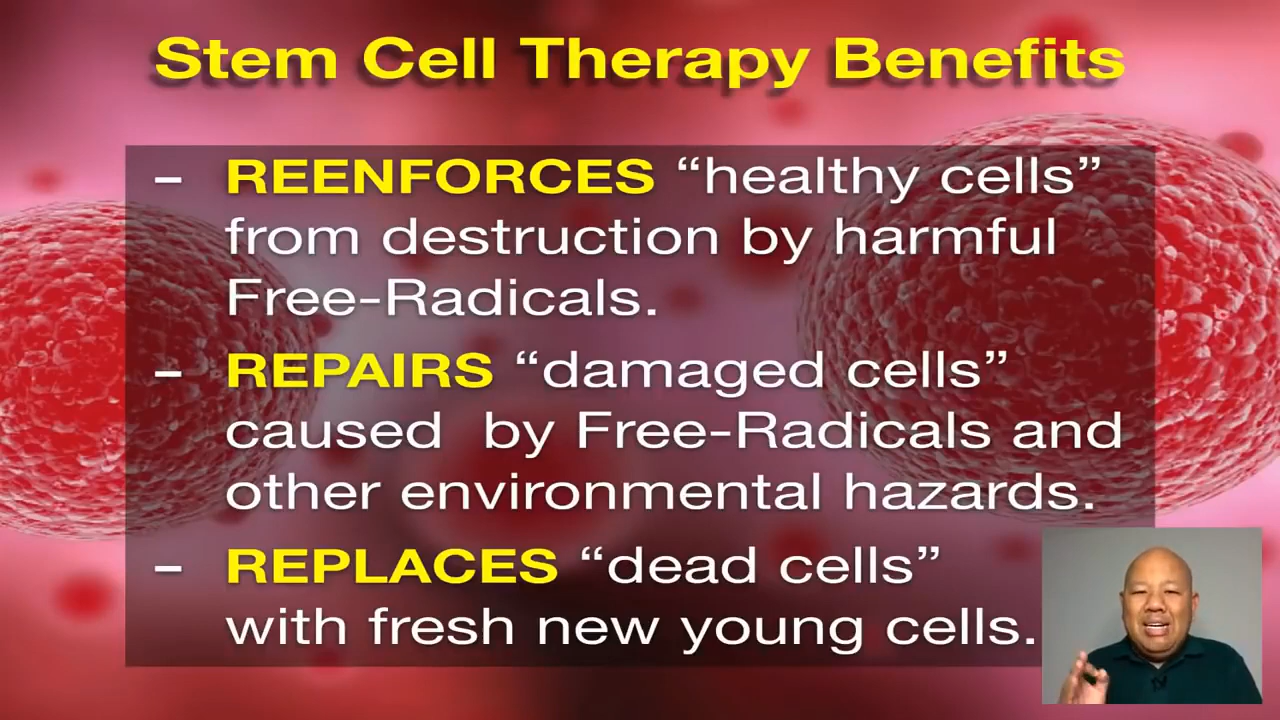 Stem Cell Therapy Benefits
– REENFORCES “healthy cells”
from destruction by harmful
Free-Radicals.
– REPAIRS “damaged cells”
caused by Free-Radicals and
other environmental hazards.
– REPLACES “dead cells”
with fresh new young cells.